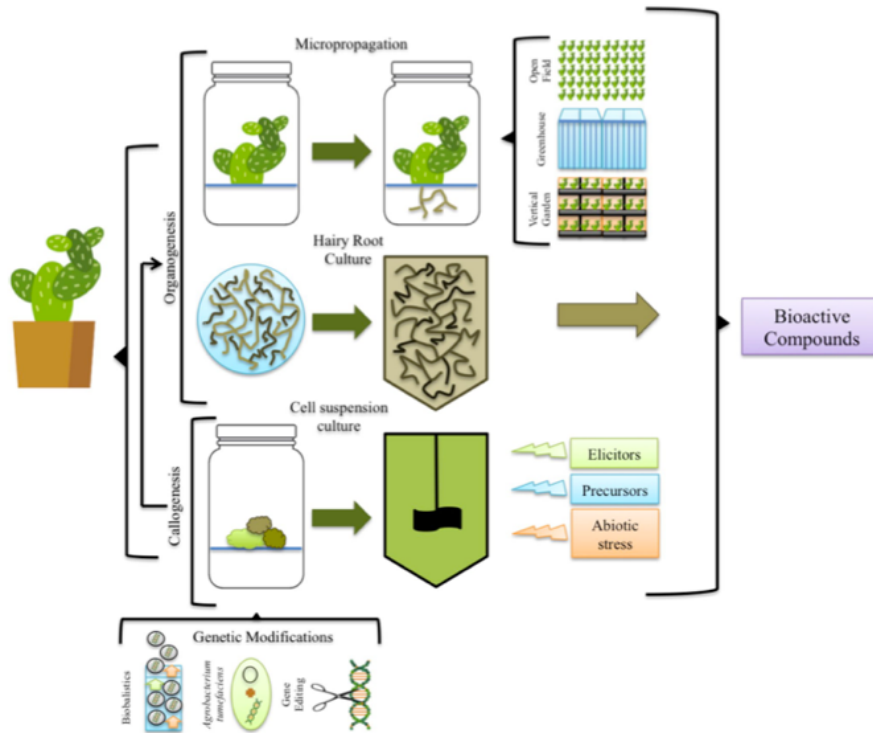 Micropropagation
Open
Field
Greenhouse
Vertical
Garden
Organogenesis
Hairy Root
Culture
Bioactive
Compounds
Cell suspension
culture
Callogenesis
Elicitors
Precursors
Abiotic
stress
Genetic Modifications
Biobalistics
Agrobacterium
tumefaciens
Gene
Editing